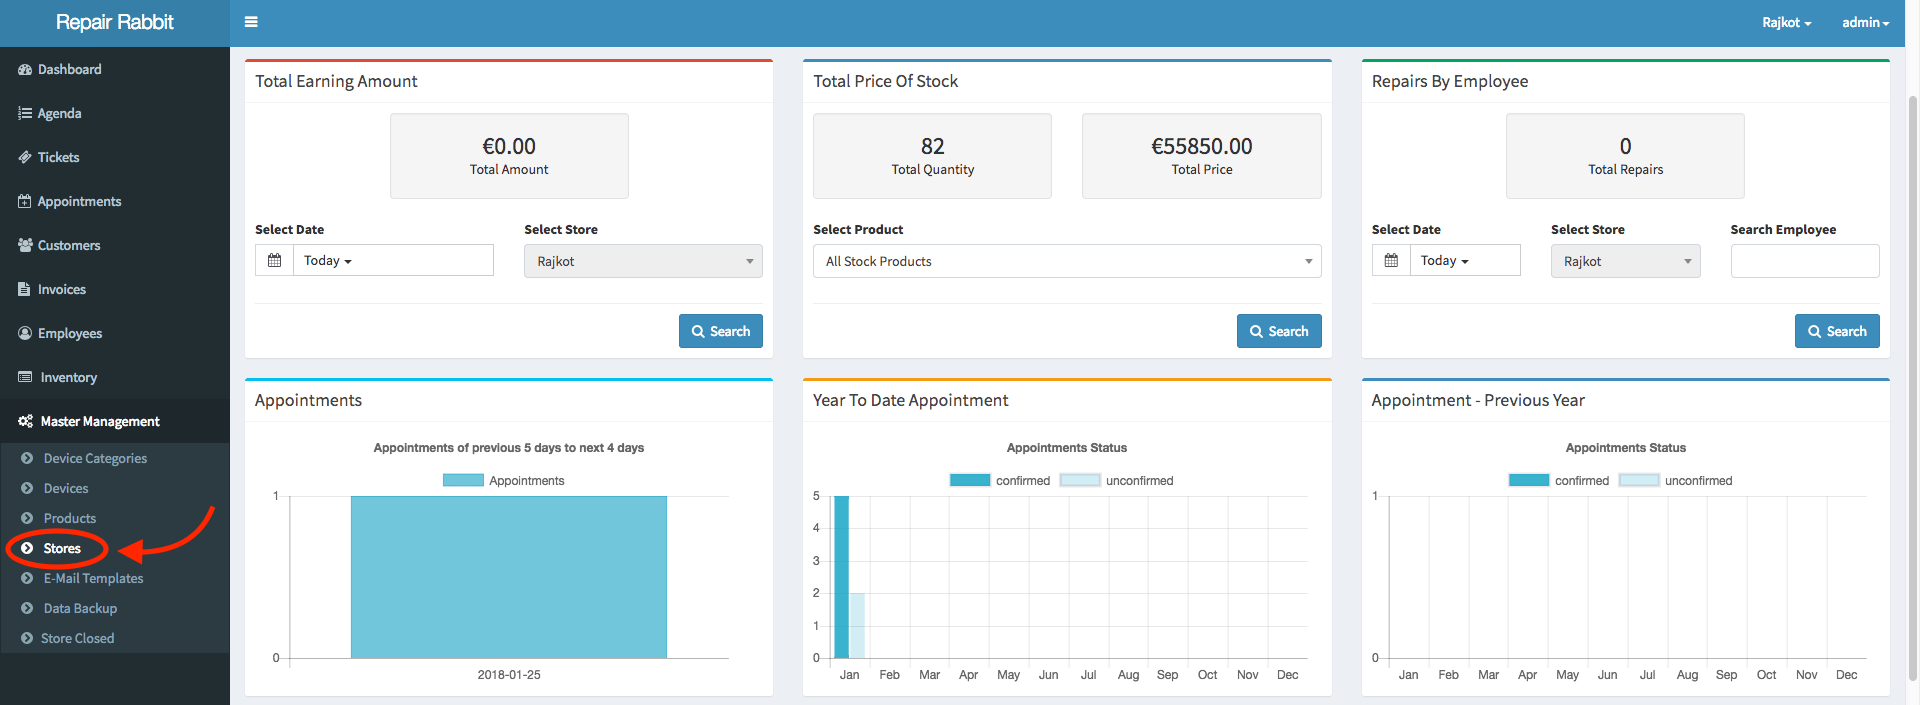 Repair Rabbit
Rajkot
admin
Dashboard
Agenda
Tickets
Appointments
Customers
Invoices
Employees
Inventory
Master Management
Device Categories
Devices
Products
Stores
E-Mail Templates
Data Backup
Store Closed
Total Earning Amount
€0.00
Total Amount
Select Date
Select Store
Today
Rajkot
Search
Total Price Of Stock
82
Total Quantity
€55850.00
Total Price
Select Product
All Stock Products
Search
Repairs By Employee
0
Total Repairs
Select Date
Select Store
Search Employee
Today
Rajkot
Search
Appointments
Appointments of previous 5 days to next 4 days
Appointments
1
0
2018-01-25
Year To Date Appointment
Appointments Status
confirmed unconfirmed
5
4
3
2
1
0
Jan Feb Mar Apr May Jun Jul Aug Sep Oct Nov Dec
Appointment - Previous Year
Appointments Status
confirmed unconfirmed
1
0
Jan Feb Mar Apr May Jun Jul Aug Sep Oct Nov Dec